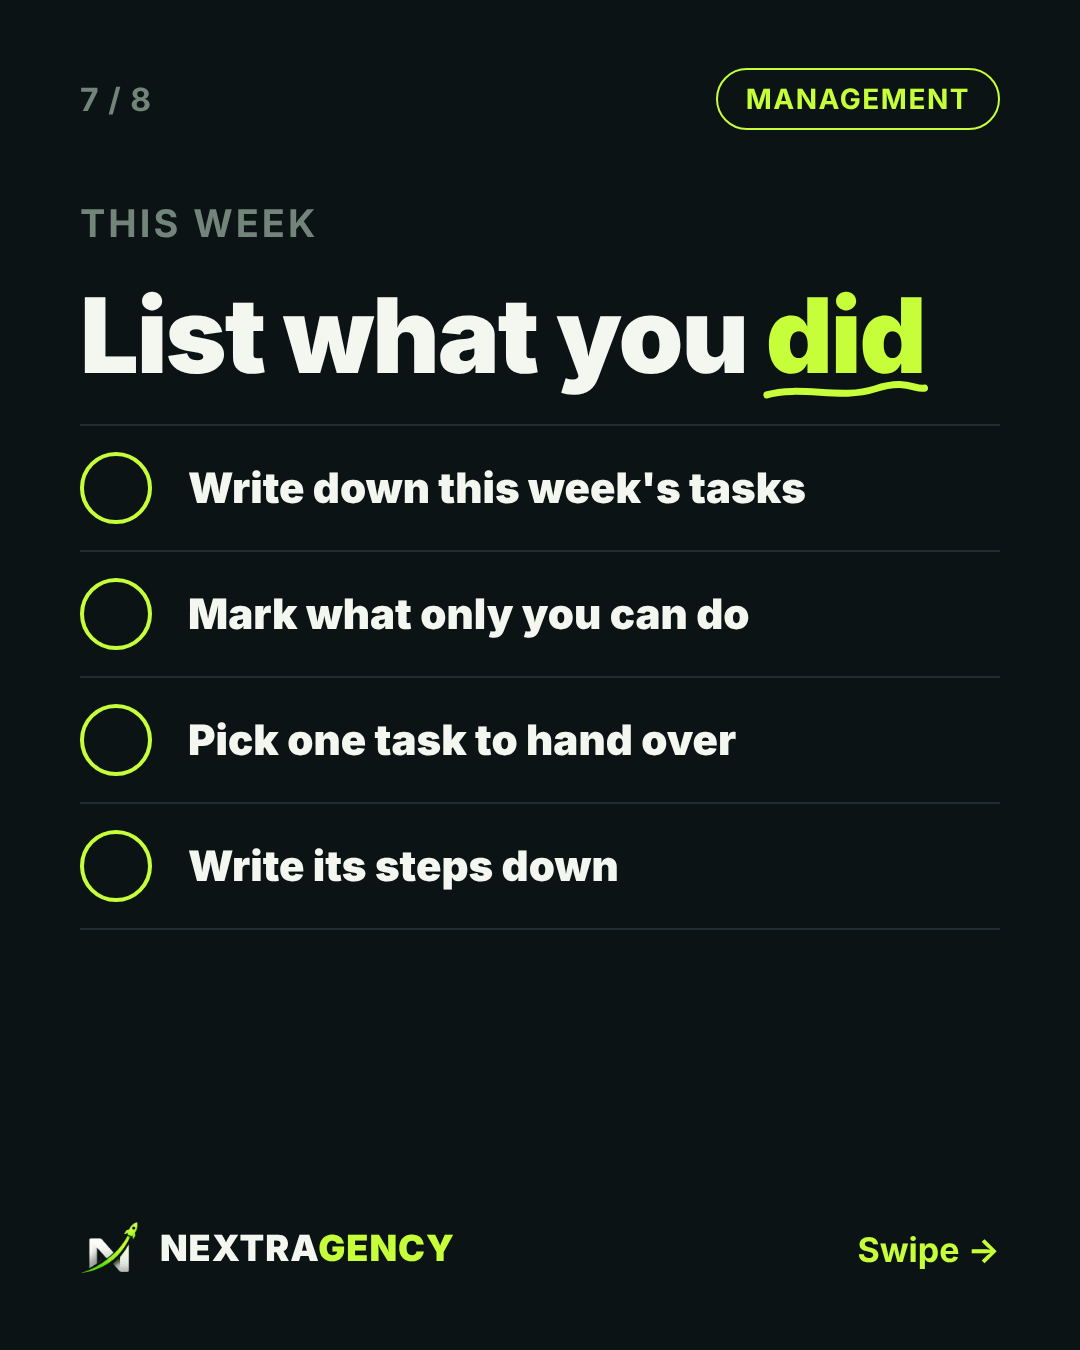 7 / 8
MANAGEMENT
THIS WEEK
List what you did
Write down this week's tasks
Mark what only you can do
Pick one task to hand over
Write its steps down
NEXTRAGENCY
Swipe →